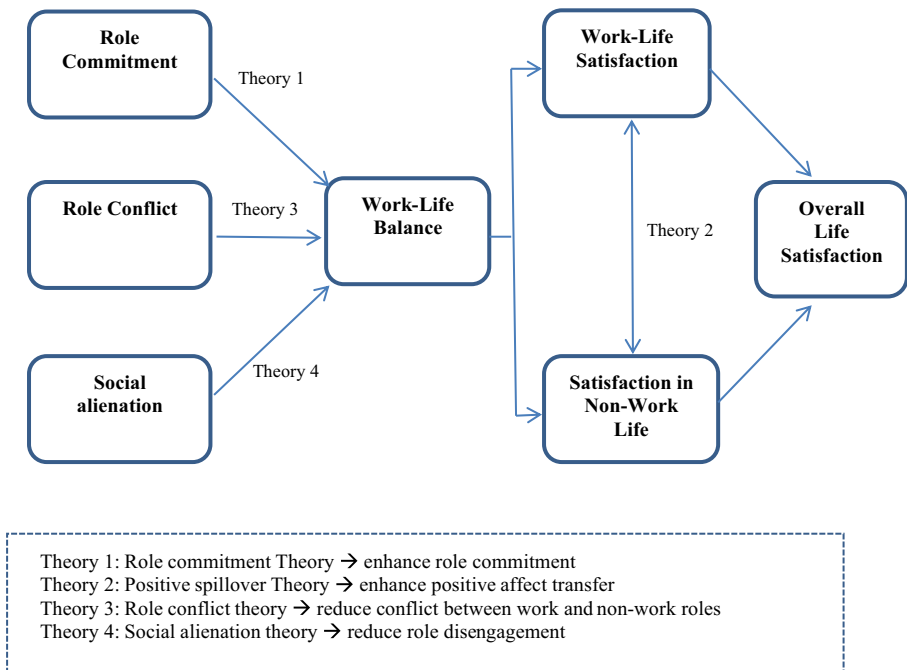 Role
Commitment
Theory 1
Work-Life
Satisfaction
Role Conflict
Theory 3
Work-Life
Balance
Theory 2
Overall
Life
Satisfaction
Social
alienation
Theory 4
Satisfaction in
Non-Work
Life
Theory 1: Role commitment Theory → enhance role commitment
Theory 2: Positive spillover Theory → enhance positive affect transfer
Theory 3: Role conflict theory → reduce conflict between work and non-work roles
Theory 4: Social alienation theory → reduce role disengagement